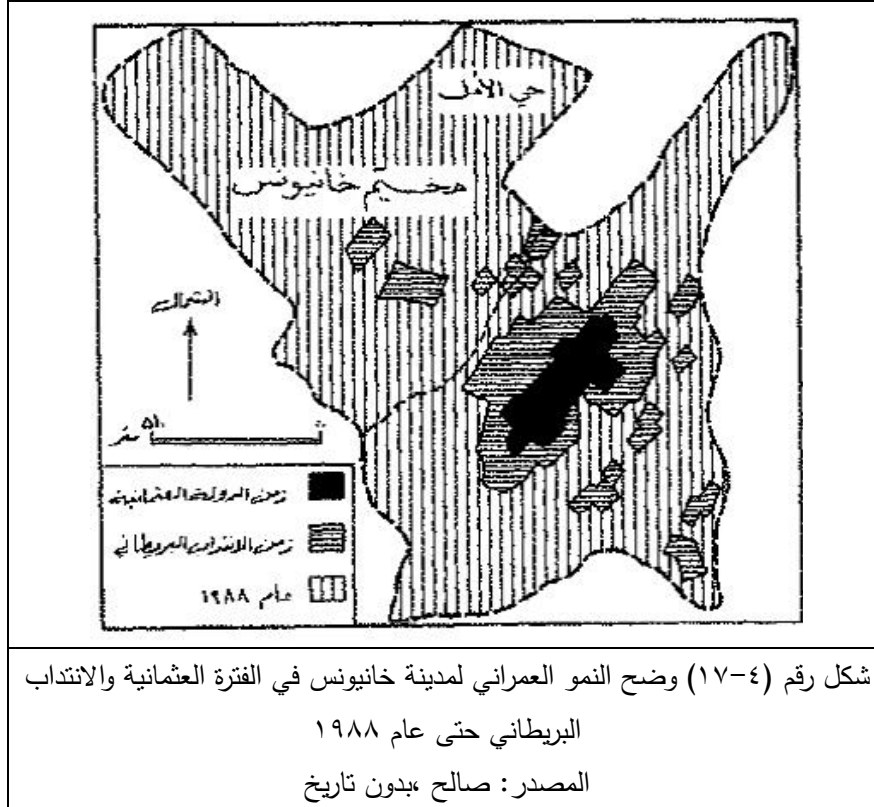 حي الأمل
مخيم خانيونس
الشمال
متر
زمن الدولة العثمانية
زمن الانتداب البريطاني
عام ١٩٨٨
شكل رقم (٤-١٧) وضح النمو العمراني لمدينة خانيونس في الفترة العثمانية والانتداب
البريطاني حتى عام ١٩٨٨
المصدر: صالح ،بدون تاريخ